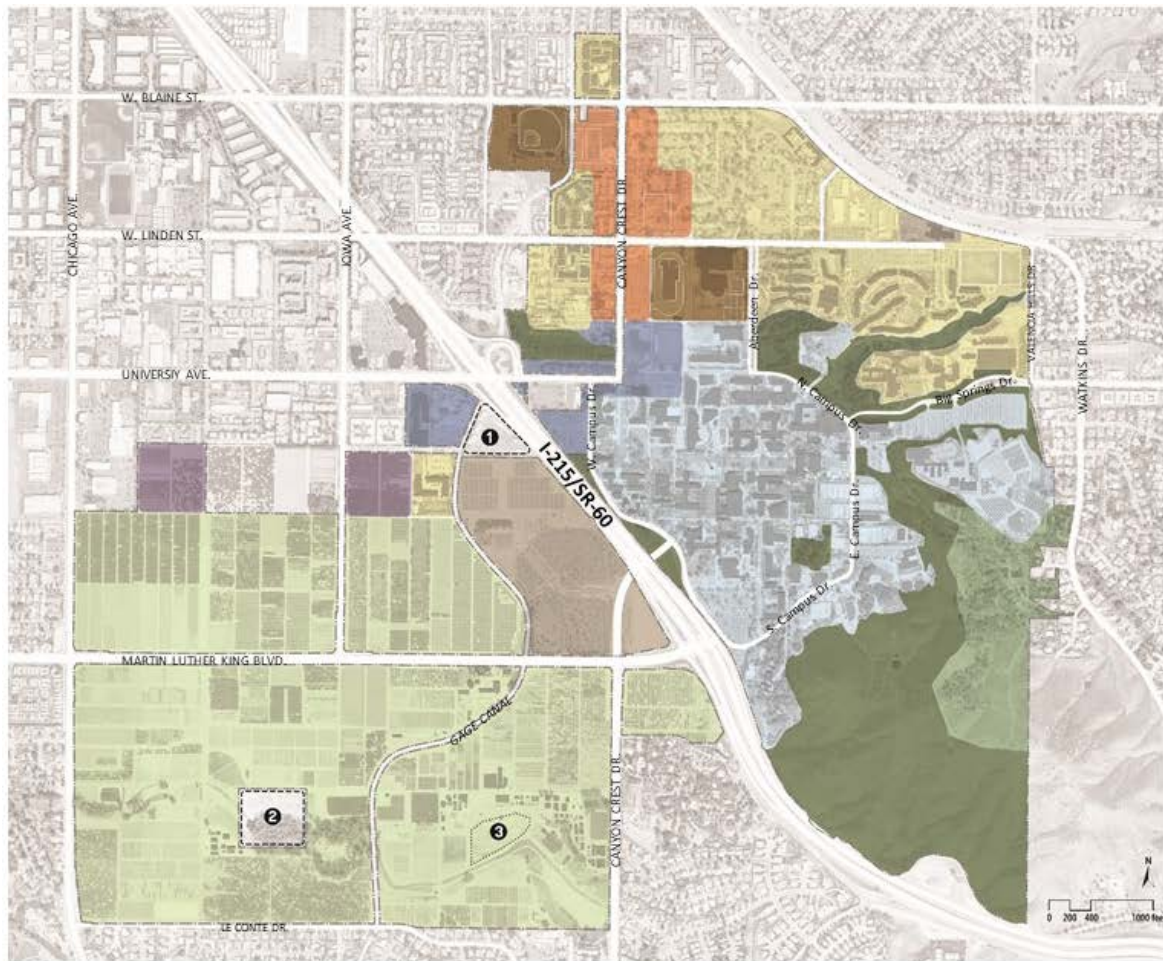 W. BLAINE ST.
CHICAGO AVE.
IOWA AVE.
CANYON CREST DR.
W. LINDEN ST.
Aberdeen Dr.
VALENCIA HILLS DR.
WATKINS DR.
UNIVERSIY AVE.
W. Campus Dr.
N. Campus Dr.
Big Springs Dr.
1
I-215/SR-60
E. Campus Dr.
S. Campus Dr.
MARTIN LUTHER KING BLVD.
GAGE CANAL
CANYON CREST DR.
2
3
LE CONTE DR.
N
0 200 400 1000